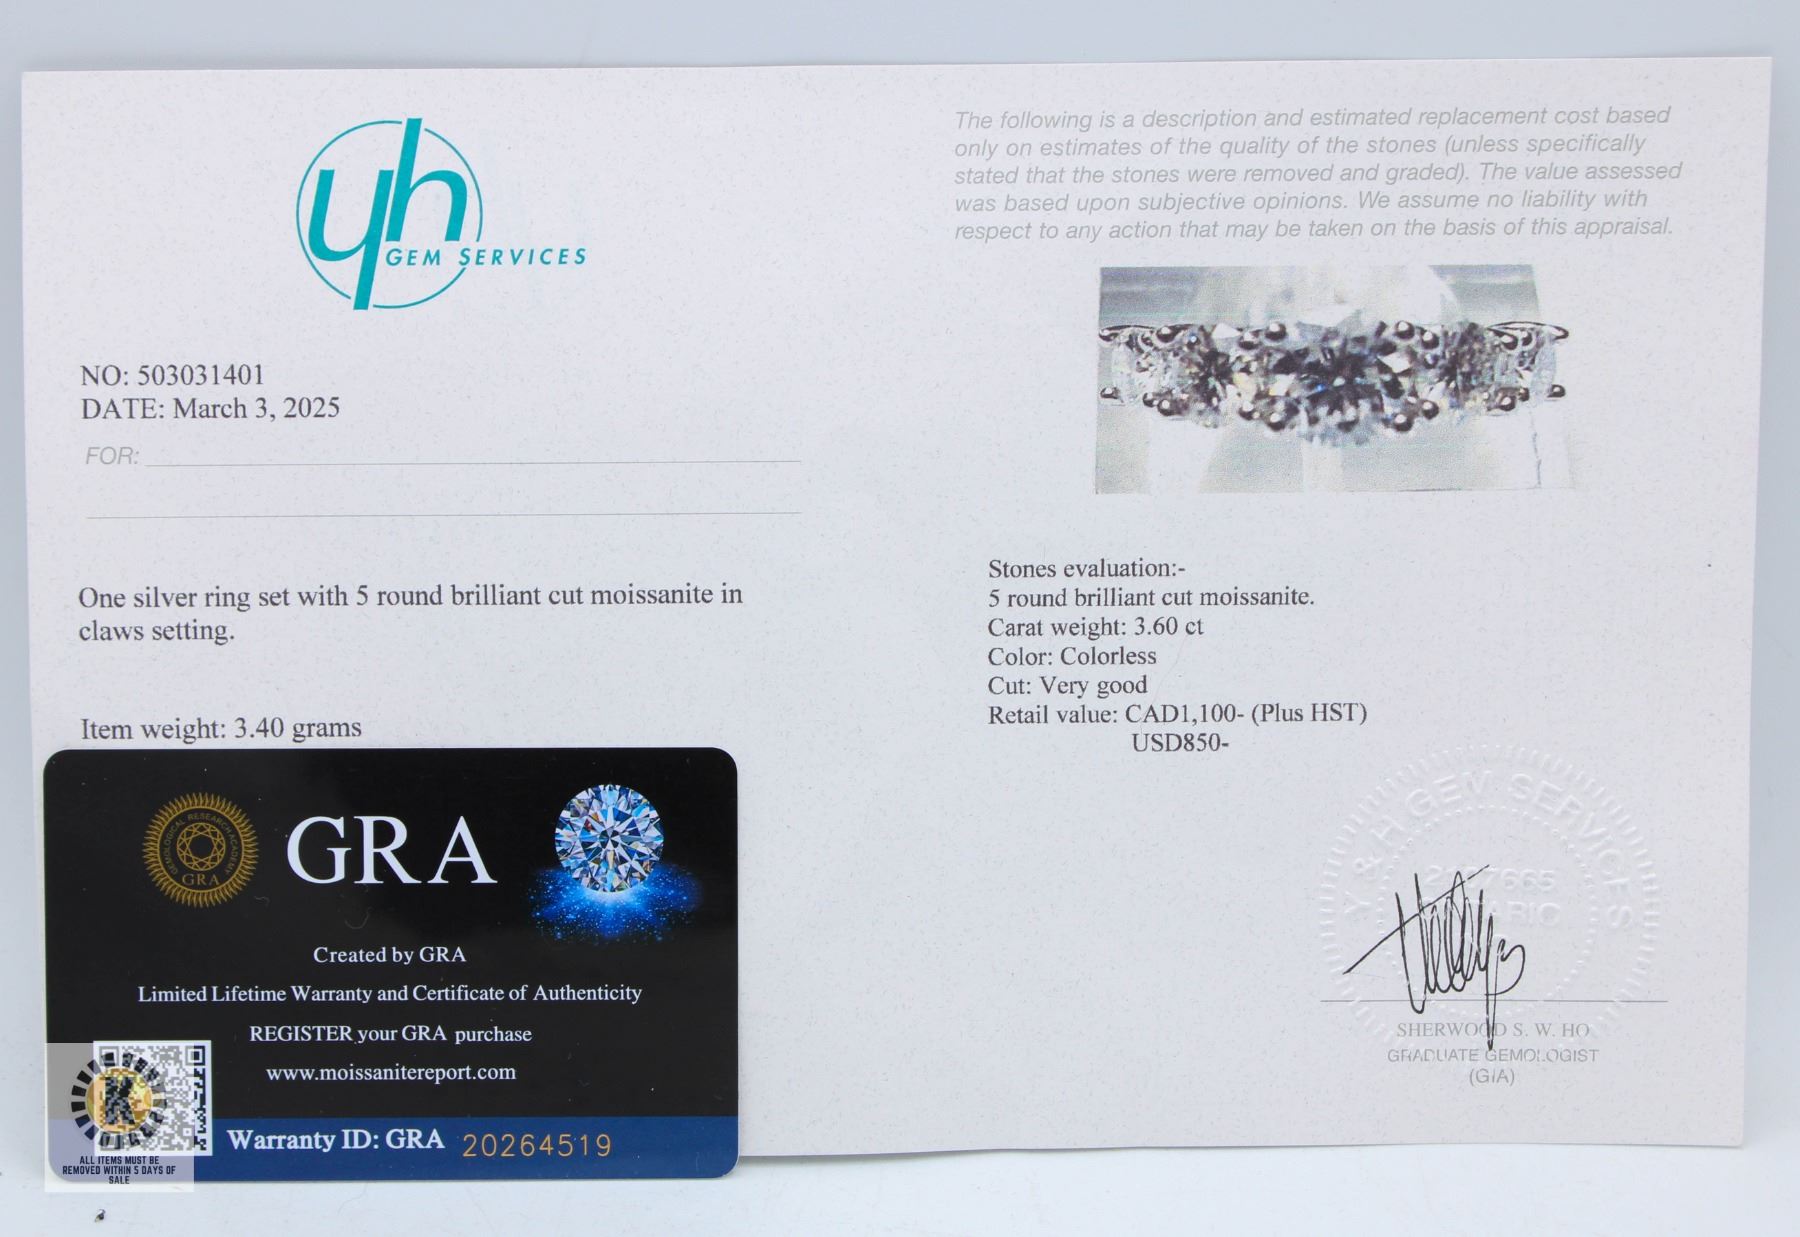 yh
GEM SERVICES
NO: 503031401
DATE: March 3, 2025
FOR:
One silver ring set with 5 round brilliant cut moissanite in
claws setting.
Item weight: 3.40 grams
The following is a description and estimated replacement cost based
only on estimates of the quality of the stones (unless specifically
stated that the stones were removed and graded). The value assessed
was based upon subjective opinions. We assume no liability with
respect to any action that may be taken on the basis of this appraisal.
Stones evaluation:-
5 round brilliant cut moissanite.
Carat weight: 3.60 ct
Color: Colorless
Cut: Very good
Retail value: CAD1,100- (Plus HST)
USD850-
Y & H GEM SERVICES
SHERWOOD S. W. HO
GRADUATE GEMOLOGIST
(GIA)
GEMOLOGICAL RESEARCH ACADEMY
GRA
GRA
Created by GRA
Limited Lifetime Warranty and Certificate of Authenticity
REGISTER your GRA purchase
www.moissanitereport.com
Warranty ID: GRA 20264519
K
ALL ITEMS MUST BE
REMOVED WITHIN 5 DAYS OF
SALE